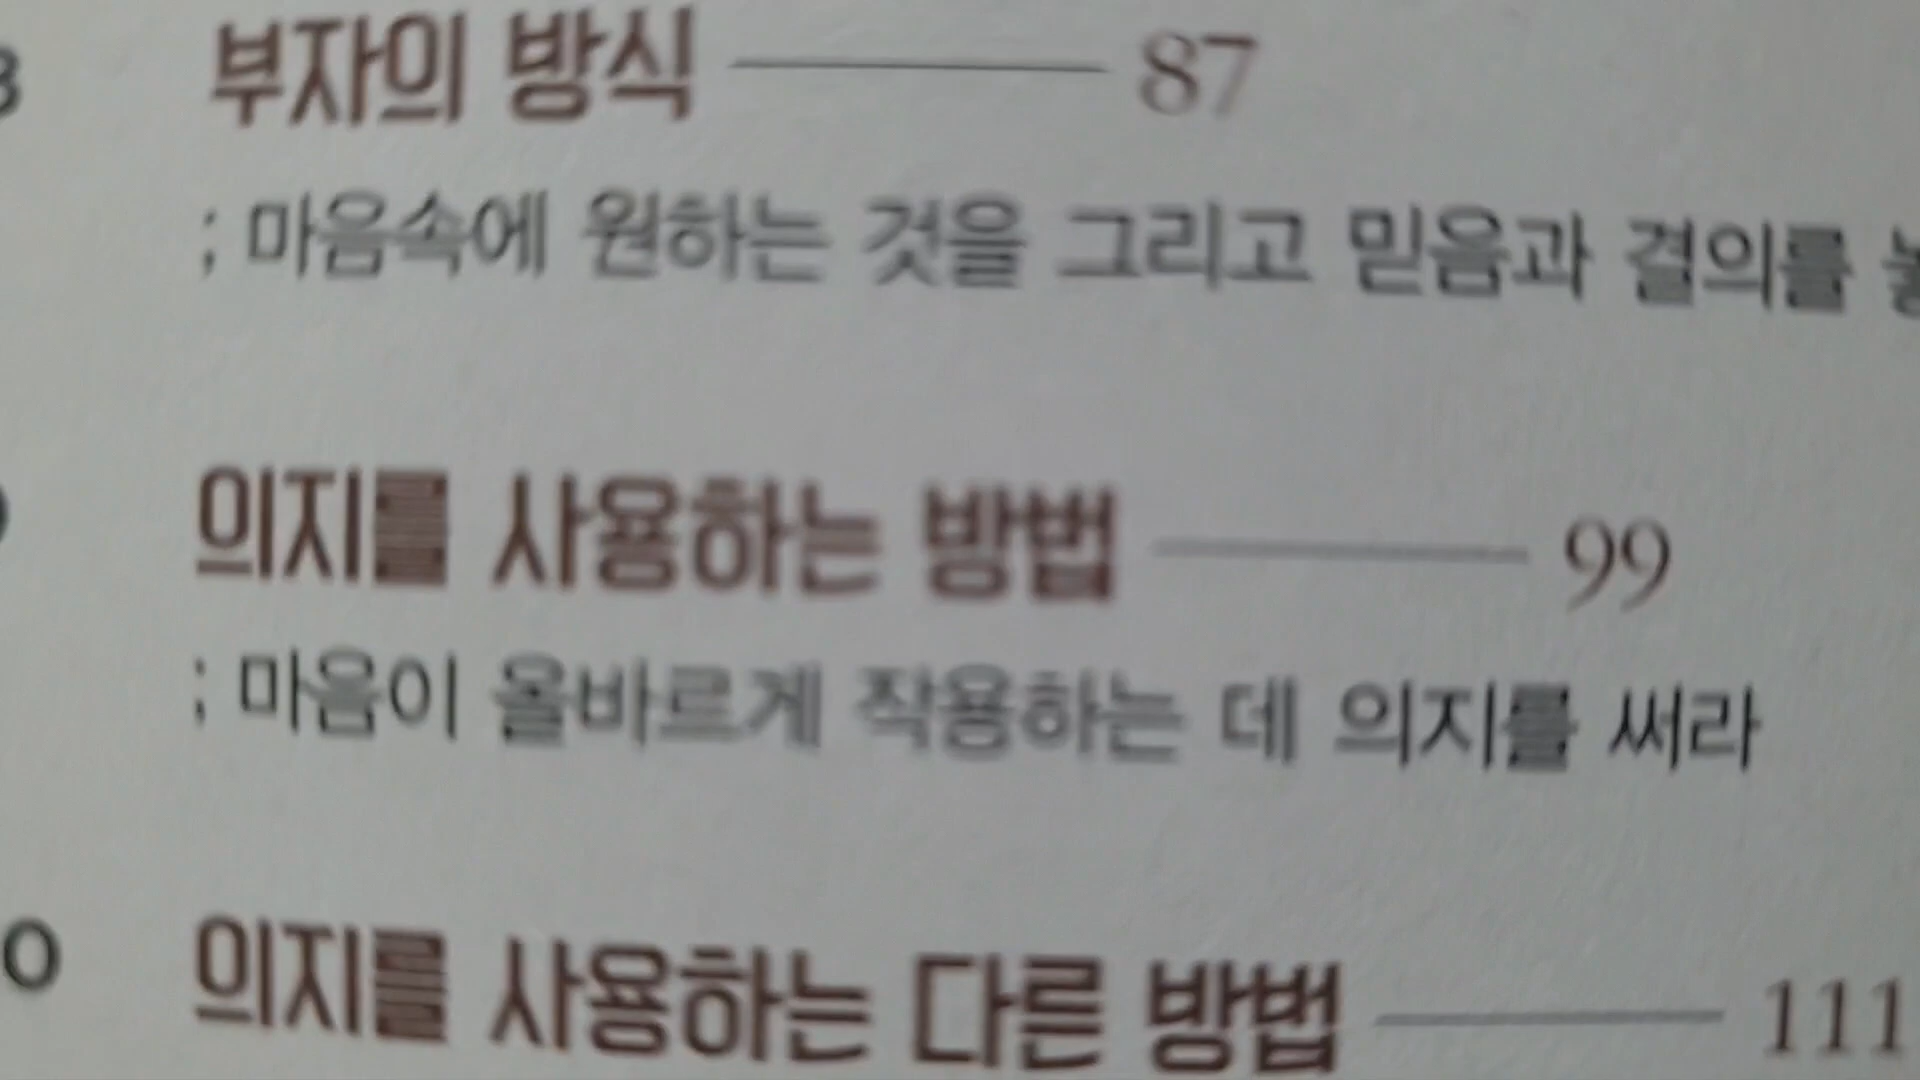 부자의 방식 87
; 마음속에 원하는 것을 그리고 믿음과 결의를
의지를 사용하는 방법 99
; 마음이 올바르게 작용하는 데 의지를 써라
0 의지를 사용하는 다른 방법 111